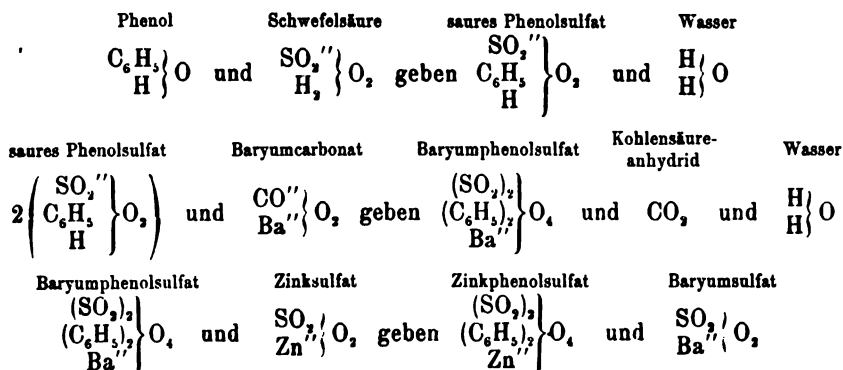 Phenol Schwefelsäure saures Phenolsulfat Wasser
SO₂″
C₆H₅ } O und SO₂″ } O₂ geben C₆H₅ } O₂ und H } O
H H₂ H H
saures Phenolsulfat Baryumcarbonat Baryumphenolsulfat Kohlensäure-anhydrid Wasser
SO₂″ (SO₂)₂
2 ( C₆H₅ } O₂ ) und CO″ } O₂ geben (C₆H₅)₂ } O₄ und CO₂ und H } O
H Ba″ Ba″ H
Baryumphenolsulfat Zinksulfat Zinkphenolsulfat Baryumsulfat
(SO₂)₂ (SO₂)₂
(C₆H₅)₂ } O₄ und SO₂ } O₂ geben (C₆H₅)₂ } O₄ und SO₂ } O₂
Ba″ Zn″ Zn″ Ba″